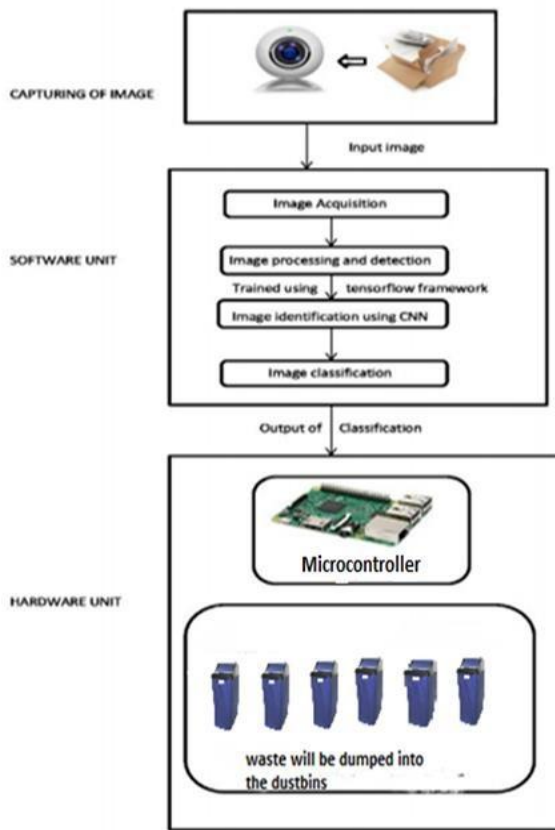 CAPTURING OF IMAGE
Input image
Image Acquisition
SOFTWARE UNIT
Image processing and detection
Trained using tensorflow framework
Image identification using CNN
Image classification
Output of Classification
Microcontroller
HARDWARE UNIT
waste will be dumped into
the dustbins